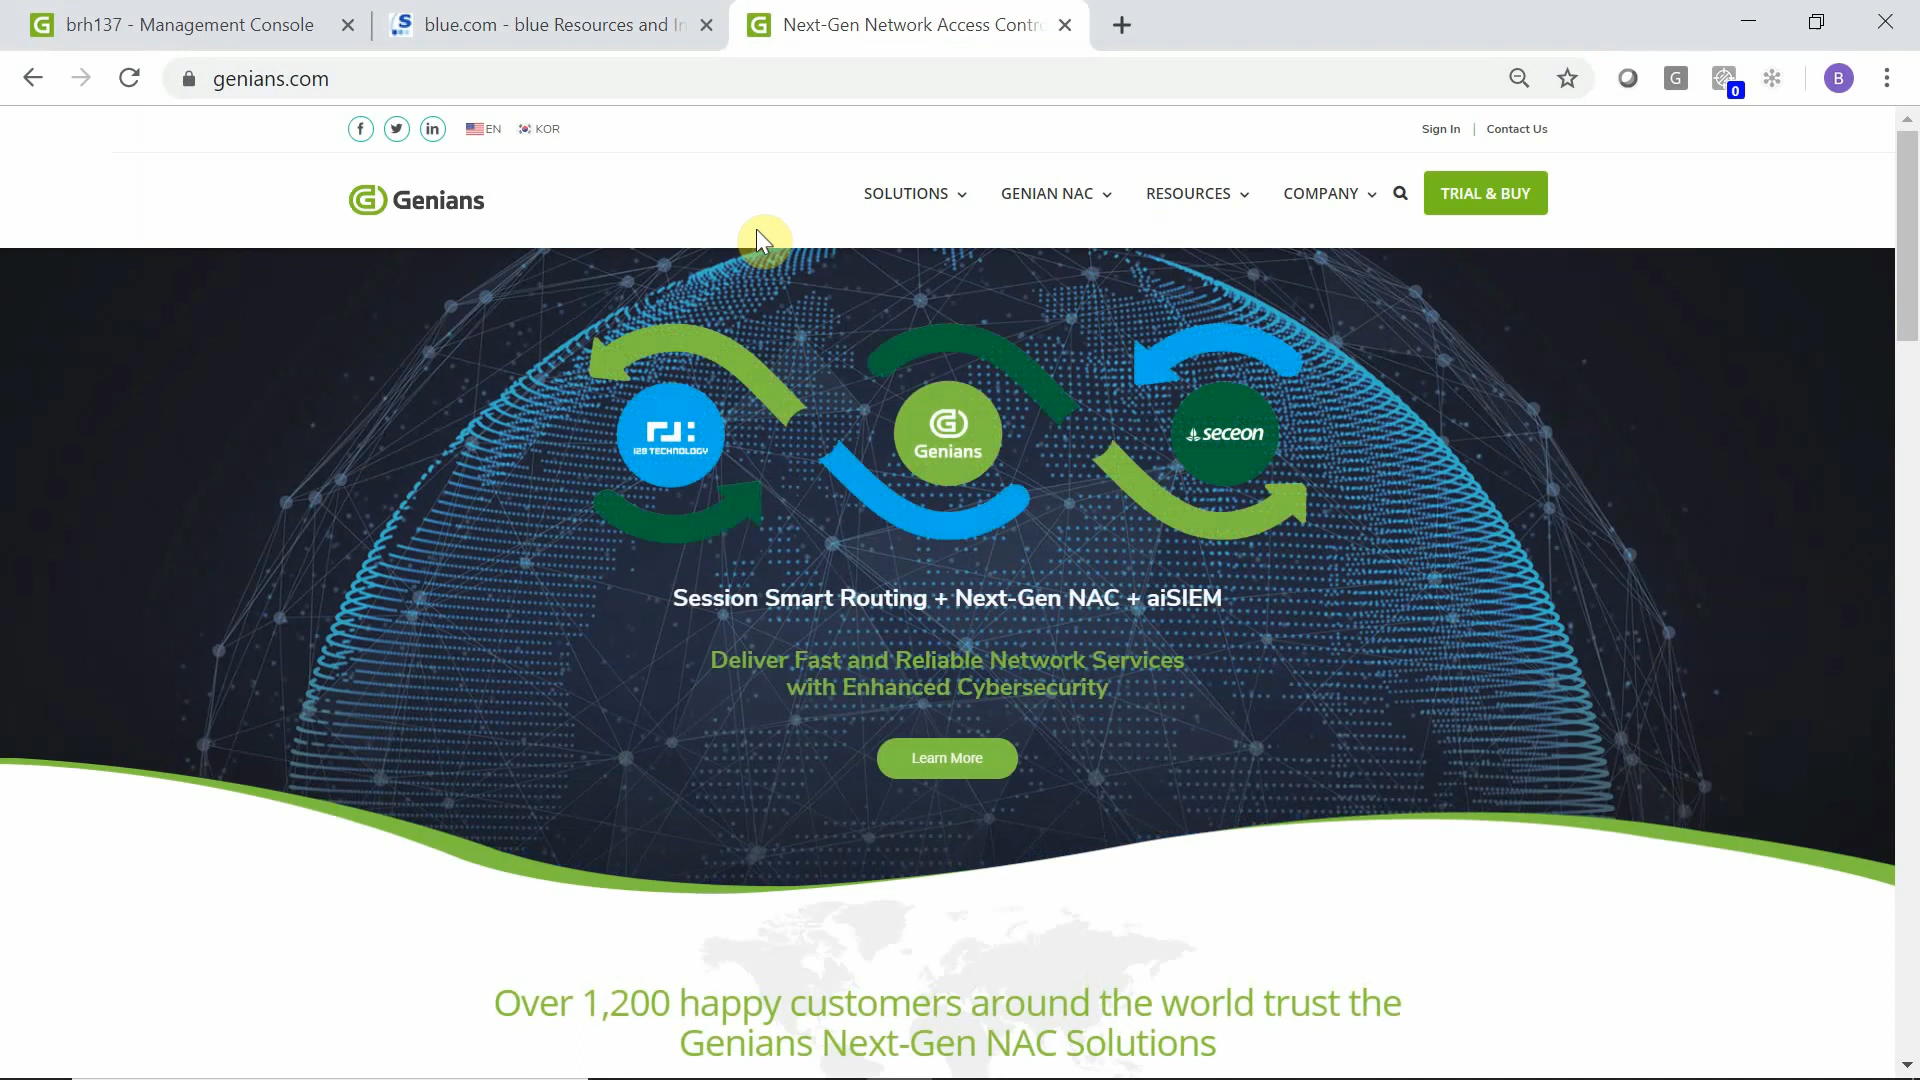 brh137 - Management Console
blue.com - blue Resources and In
Next-Gen Network Access Contr
genians.com
G
0
B
EN
KOR
Sign In | Contact Us
Genians
SOLUTIONS
GENIAN NAC
RESOURCES
COMPANY
TRIAL & BUY
128 TECHNOLOGY
Genians
seceon
Session Smart Routing + Next-Gen NAC + aiSIEM
Deliver Fast and Reliable Network Services
with Enhanced Cybersecurity
Learn More
Over 1,200 happy customers around the world trust the
Genians Next-Gen NAC Solutions